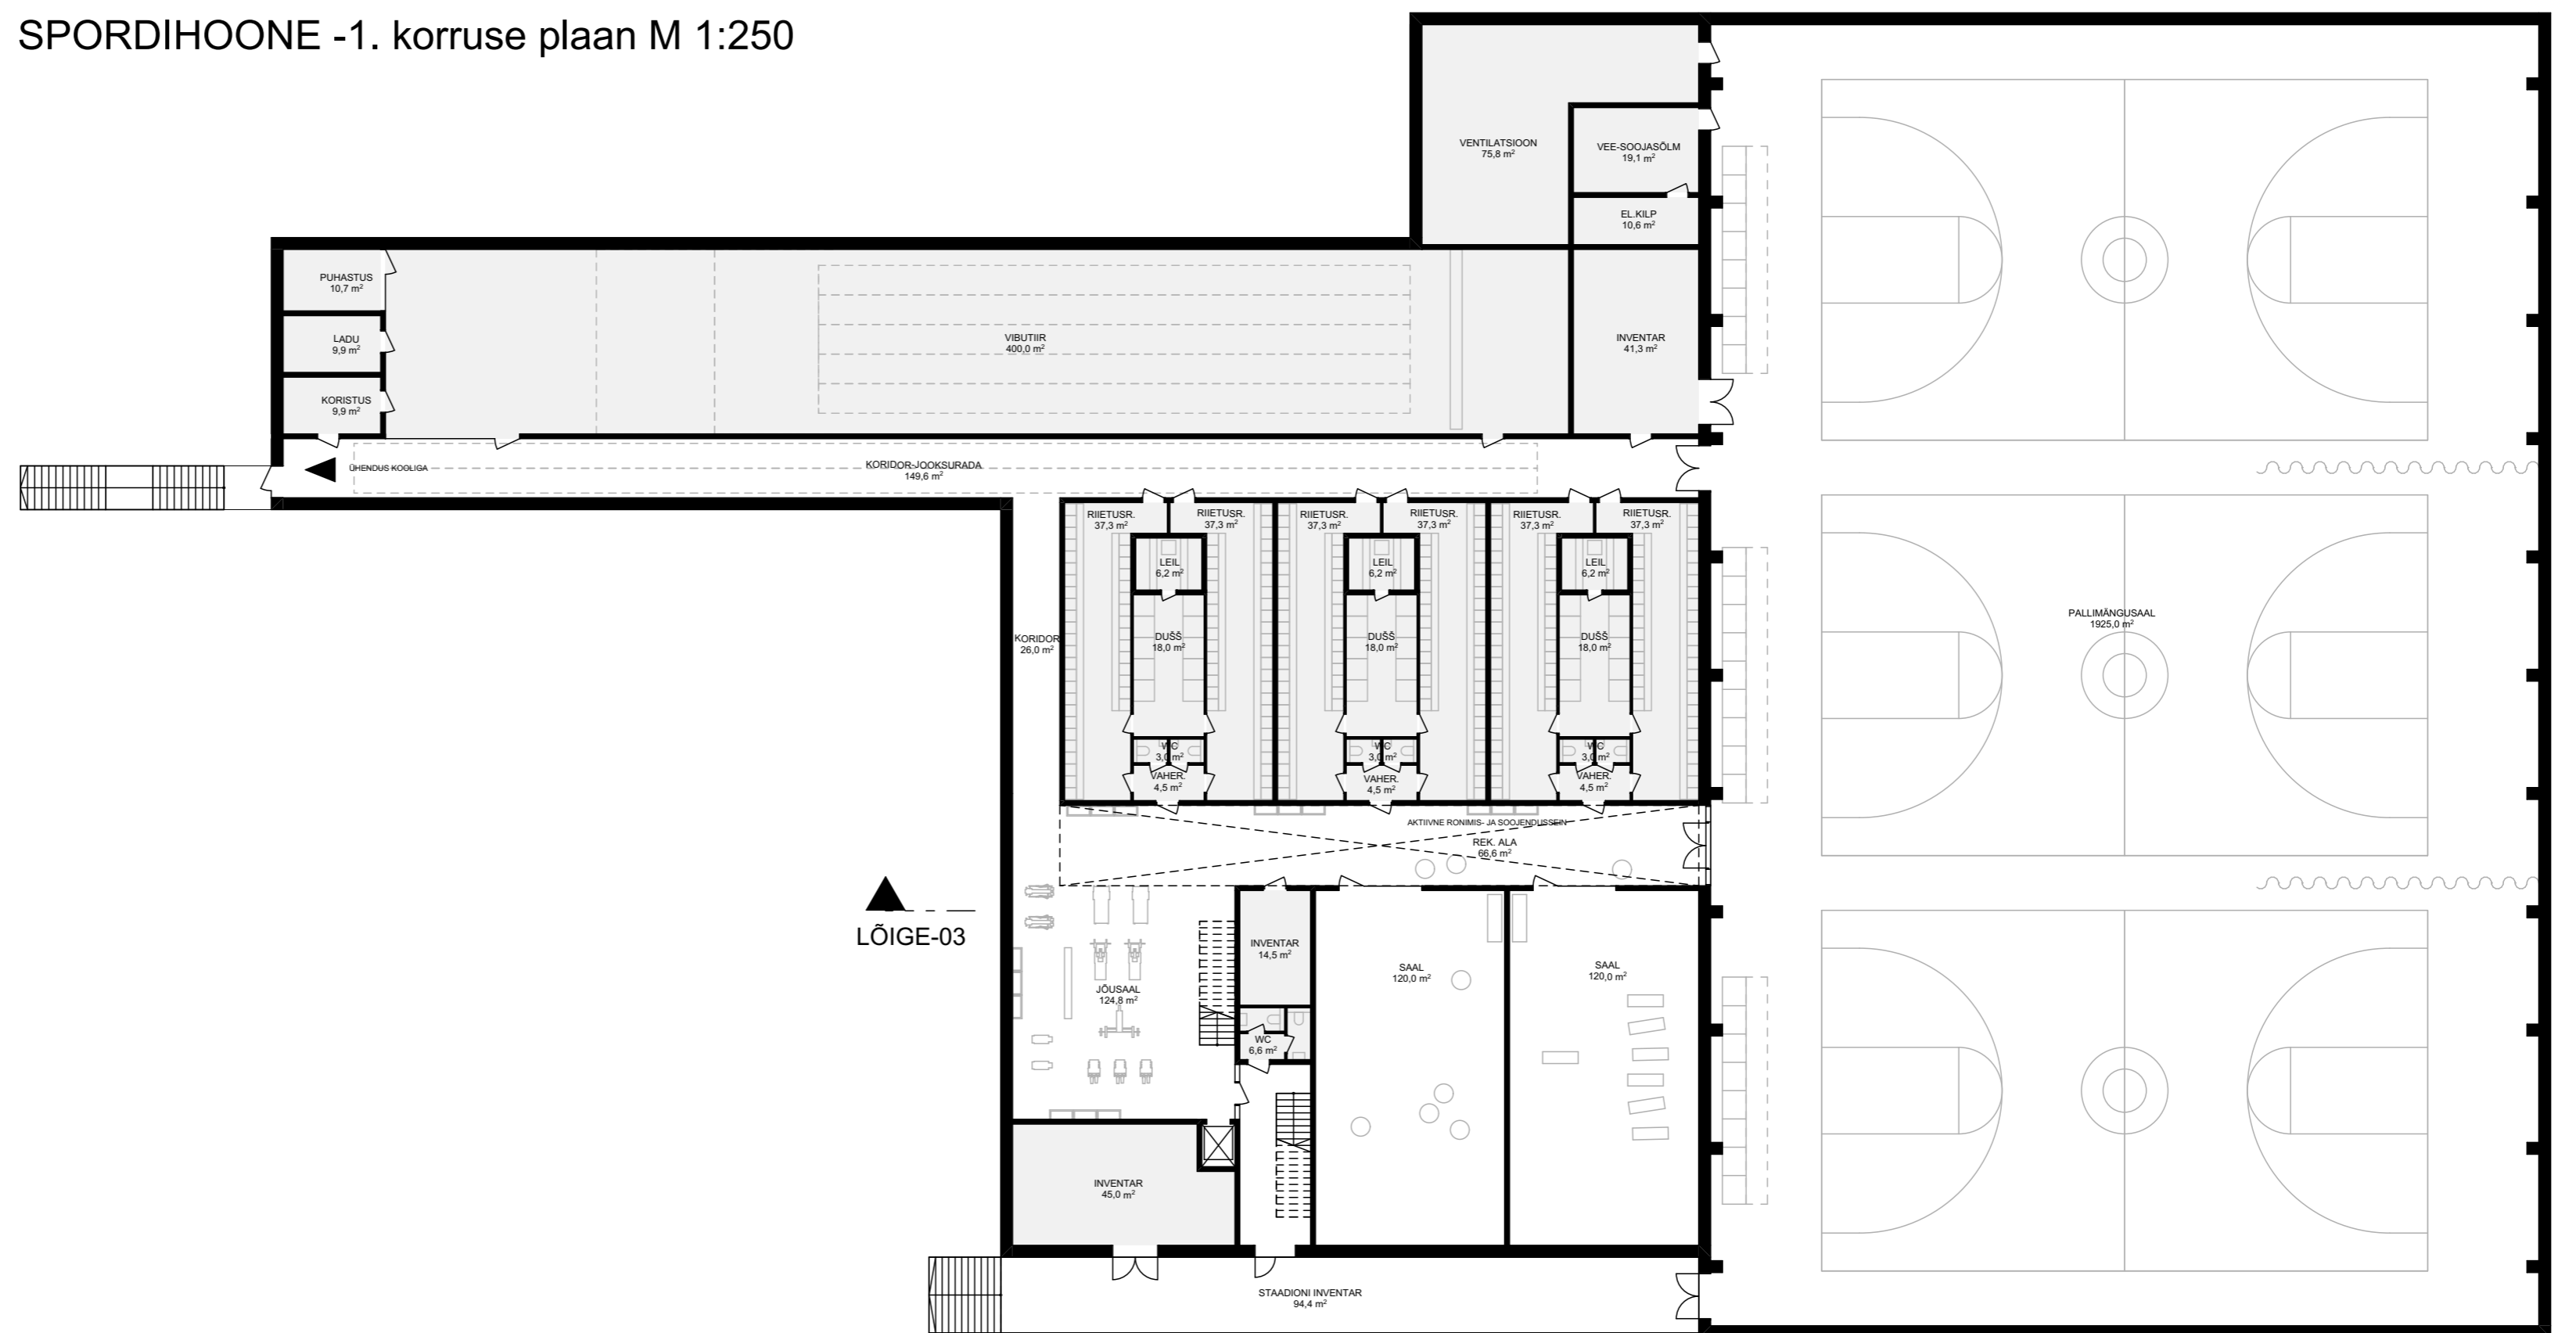 SPORDIHOONE -1. korruse plaan M 1:250
VENTILATSIOON
75,8 m²
VEE-SOOJASÕLM
19,1 m²
EL.KILP
10,6 m²
PUHASTUS
10,7 m²
LADU
9,9 m²
KORISTUS
9,9 m²
VIBUTIIR
400,0 m²
INVENTAR
41,3 m²
ÜHENDUS KOOLIGA
KORIDOR-JOOKSURADA
149,6 m²
RIIETUSR.
37,3 m²
RIIETUSR.
37,3 m²
RIIETUSR.
37,3 m²
RIIETUSR.
37,3 m²
RIIETUSR.
37,3 m²
RIIETUSR.
37,3 m²
LEIL
6,2 m²
LEIL
6,2 m²
LEIL
6,2 m²
KORIDOR
26,0 m²
DUŠŠ
18,0 m²
DUŠŠ
18,0 m²
DUŠŠ
18,0 m²
PALLIMÄNGUSAAL
1925,0 m²
WC
3,0 m²
WC
3,0 m²
WC
3,0 m²
VAHER.
4,5 m²
VAHER.
4,5 m²
VAHER.
4,5 m²
AKTIIVNE RONIMIS- JA SOOJENDUSSEIN
REK. ALA
66,6 m²
LÕIGE-03
INVENTAR
14,5 m²
JÕUSAAL
124,8 m²
SAAL
120,0 m²
SAAL
120,0 m²
WC
6,6 m²
INVENTAR
45,0 m²
STAADIONI INVENTAR
94,4 m²